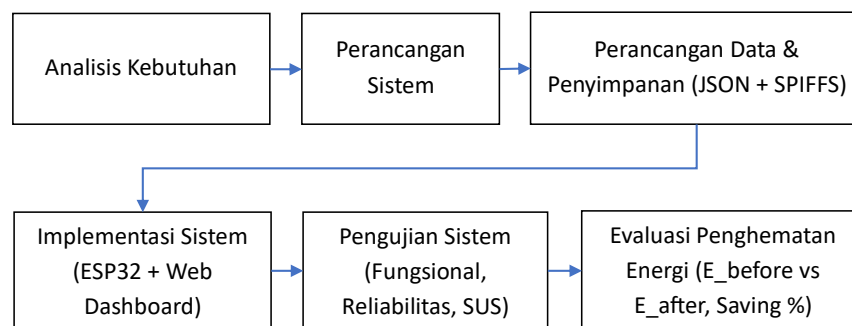 Analisis Kebutuhan
Perancangan
Sistem
Perancangan Data &
Penyimpanan (JSON + SPIFFS)
Implementasi Sistem
(ESP32 + Web
Dashboard)
Pengujian Sistem
(Fungsional,
Reliabilitas, SUS)
Evaluasi Penghematan
Energi (E_before vs
E_after, Saving %)